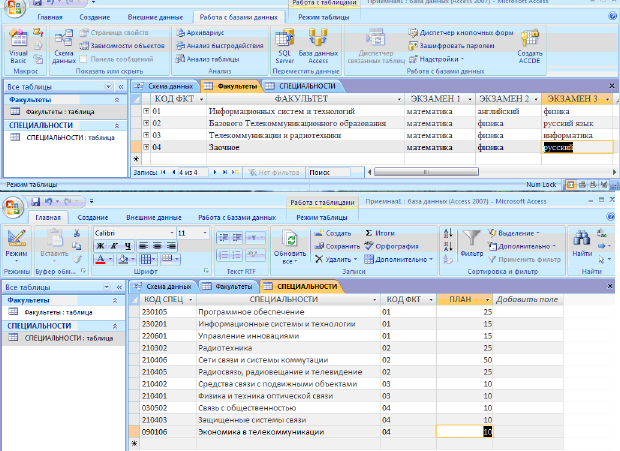 Работа с таблицами Приемная1 : база данных (Access 2007) - Microsoft Access
Главная Создание Внешние данные Работа с базами данных Режим таблицы
Visual Basic
Схема данных
Страница свойств
Зависимости объектов
Панель сообщений
Архивариус
Анализ быстродействия
Анализ таблицы
SQL Server
База данных Access
Диспетчер связанных таблиц
Диспетчер кнопочных форм
Зашифровать паролем
Надстройки
Создать ACCDE
Макрос Показать или скрыть Анализ Переместить данные Работа с базами данных
Все таблицы
Факультеты
Факультеты : таблица
СПЕЦИАЛЬНОСТИ
СПЕЦИАЛЬНОСТИ : таблица
Схема данных Факультеты СПЕЦИАЛЬНОСТИ
КОД ФКТ ФАКУЛЬТЕТ ЭКЗАМЕН 1 ЭКЗАМЕН 2 ЭКЗАМЕН 3
01 Информационных систем и технологий математика английский физика
02 Базового Телекоммуникационного образования математика физика русский язык
03 Телекоммуникации и радиотехники математика физика информатика
04 Заочное математика физика русский
Записи: 4 из 4 Нет фильтра Поиск
Режим таблицы Num Lock
Работа с таблицами Приемная1 : база данных (Access 2007) - Microsoft Access
Главная Создание Внешние данные Работа с базами данных Режим таблицы
Режим
Вставить
Calibri 11
Ж К Ч
Обновить все
Создать
Сохранить
Удалить
Итоги
Орфография
Дополнительно
Фильтр
Выделение
Дополнительно
Применить фильтр
Найти
Режимы Буфер обм... Шрифт Текст RTF Записи Сортировка и фильтр Найти
Все таблицы
Факультеты
Факультеты : таблица
СПЕЦИАЛЬНОСТИ
СПЕЦИАЛЬНОСТИ : таблица
Схема данных Факультеты СПЕЦИАЛЬНОСТИ
КОД СПЕЦ СПЕЦИАЛЬНОСТИ КОД ФКТ ПЛАН Добавить поле
230105 Программное обеспечение 01 25
230201 Информационные системы и технологии 01 15
220601 Управление инновациями 01 15
210302 Радиотехника 02 25
210406 Сети связи и системы коммутации 02 50
210405 Радиосвязь, радиовещание и телевидение 02 25
210402 Средства связи с подвижными объектами 03 10
210401 Физика и техника оптической связи 03 10
030502 Связь с общественностью 04 10
210403 Защищенные системы связи 04 10
090106 Экономика в телекоммуникации 04 10